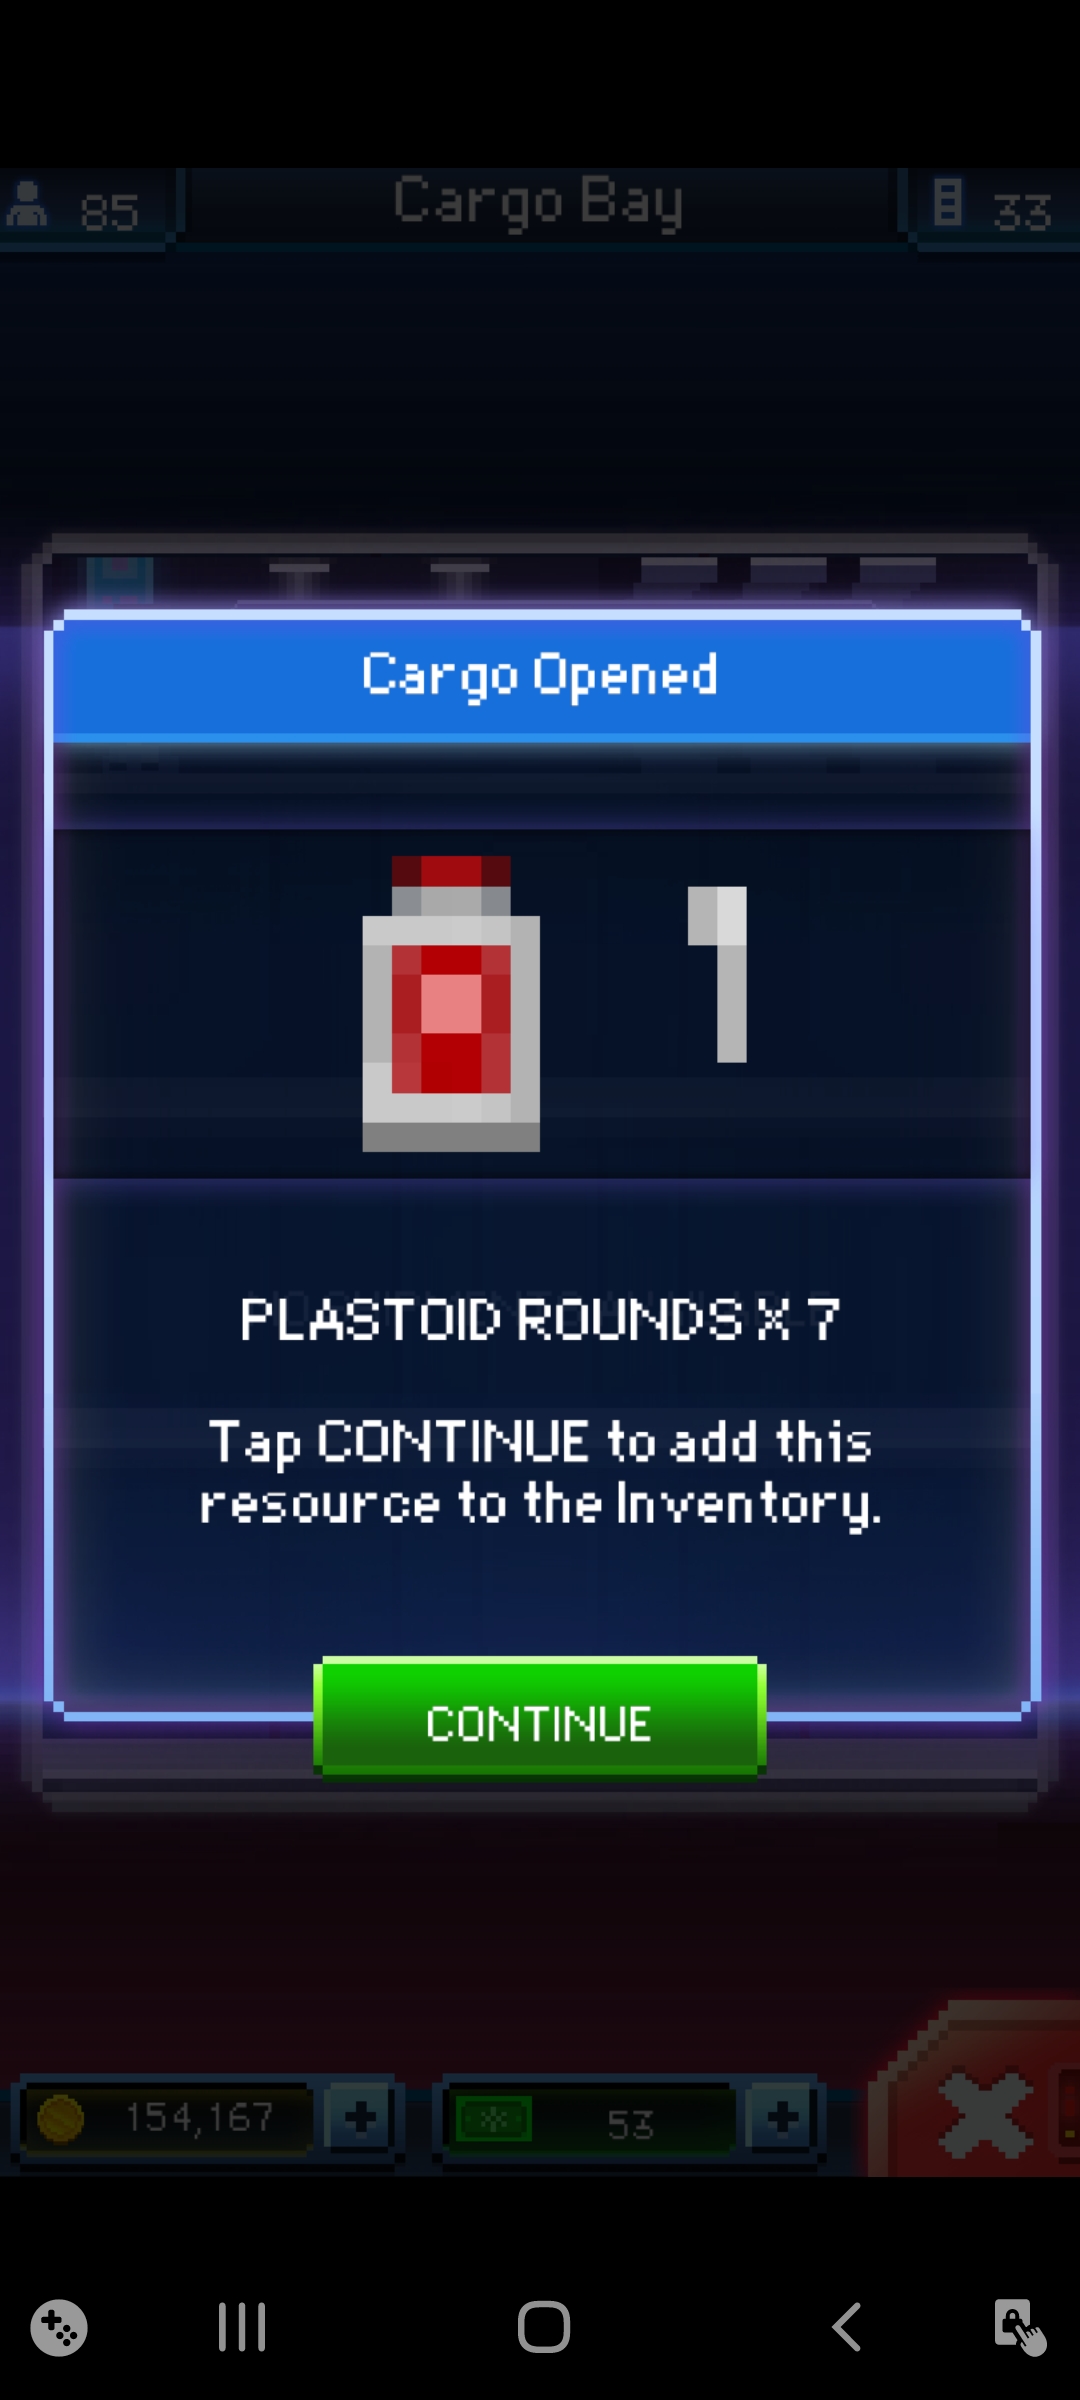 85
Cargo Bay
33
Cargo Opened
1
PLASTOID ROUNDS X 7
Tap CONTINUE to add this
resource to the Inventory.
CONTINUE
154,167
53